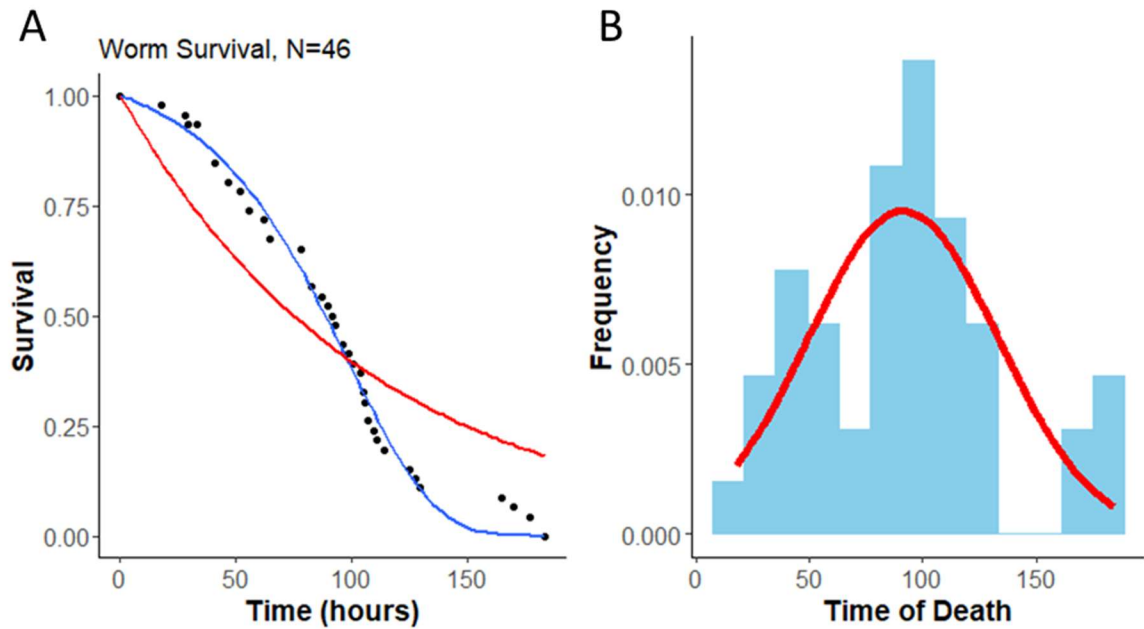 A
Worm Survival, N=46
1.00
0.75
0.50
0.25
0.00
Survival
0
50
100
150
Time (hours)
B
0.010
0.005
0.000
Frequency
0
50
100
150
Time of Death